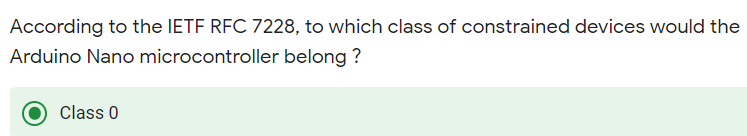 According to the IETF RFC 7228, to which class of constrained devices would the
Arduino Nano microcontroller belong ?
Class 0